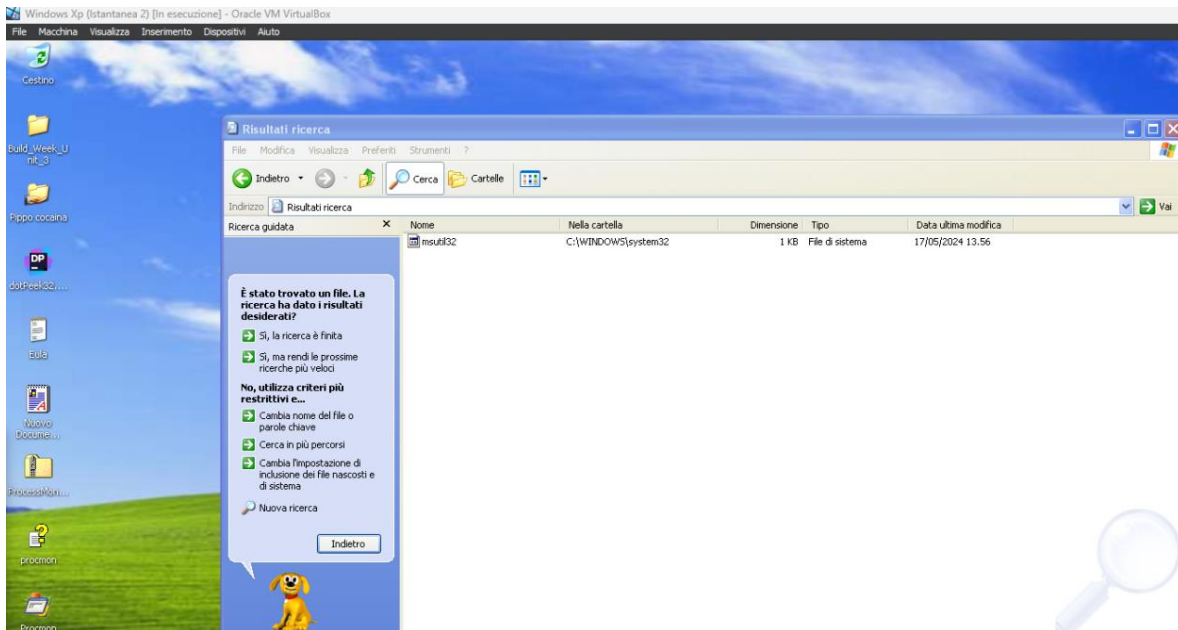 Windows Xp (Istantanea 2) [In esecuzione] - Oracle VM VirtualBox
File Macchina Visualizza Inserimento Dispositivi Aiuto
Cestino
Build_Week_U
nit_3
Pippo cocaina
DP
dotPeek32,...
Eula
Nuovo
Docume...
ProcessMon...
procmon
Procmon
Risultati ricerca
File Modifica Visualizza Preferiti Strumenti ?
Indietro Cerca Cartelle
Indirizzo Risultati ricerca Vai
Ricerca guidata
Nome Nella cartella Dimensione Tipo Data ultima modifica
msutil32 C:\WINDOWS\system32 1 KB File di sistema 17/05/2024 13.56
È stato trovato un file. La
ricerca ha dato i risultati
desiderati?
Sì, la ricerca è finita
Sì, ma rendi le prossime
ricerche più veloci
No, utilizza criteri più
restrittivi e...
Cambia nome del file o
parole chiave
Cerca in più percorsi
Cambia l'impostazione di
inclusione dei file nascosti e
di sistema
Nuova ricerca
Indietro